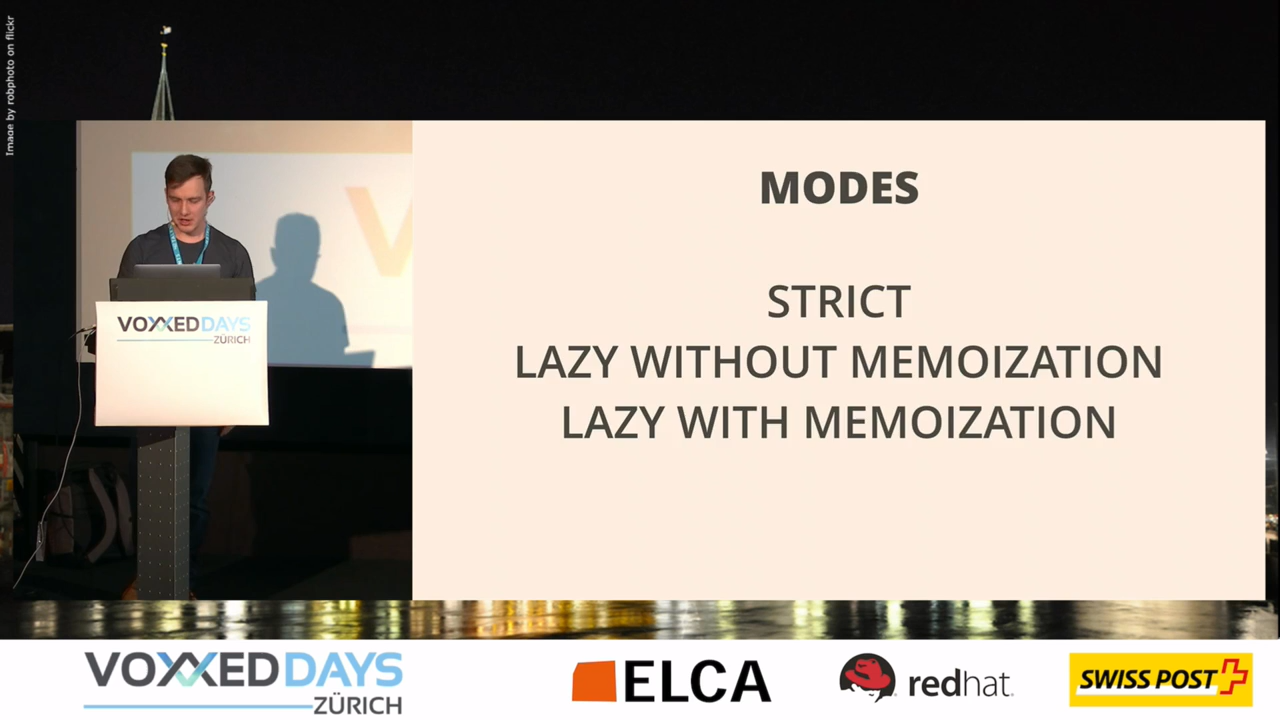 Image by robphoto on flickr
MODES
STRICT
LAZY WITHOUT MEMOIZATION
LAZY WITH MEMOIZATION
VOXXEDDAYS
ZÜRICH
V
VOXXEDDAYS
ZÜRICH
ELCA
redhat.
SWISS POST